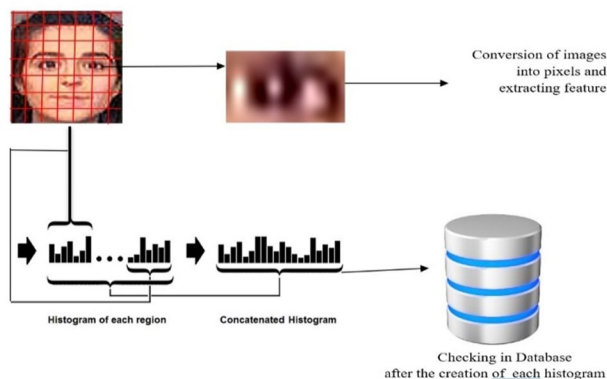 Conversion of images
into pixels and
extracting feature
Histogram of each region
Concatenated Histogram
Checking in Database
after the creation of each histogram